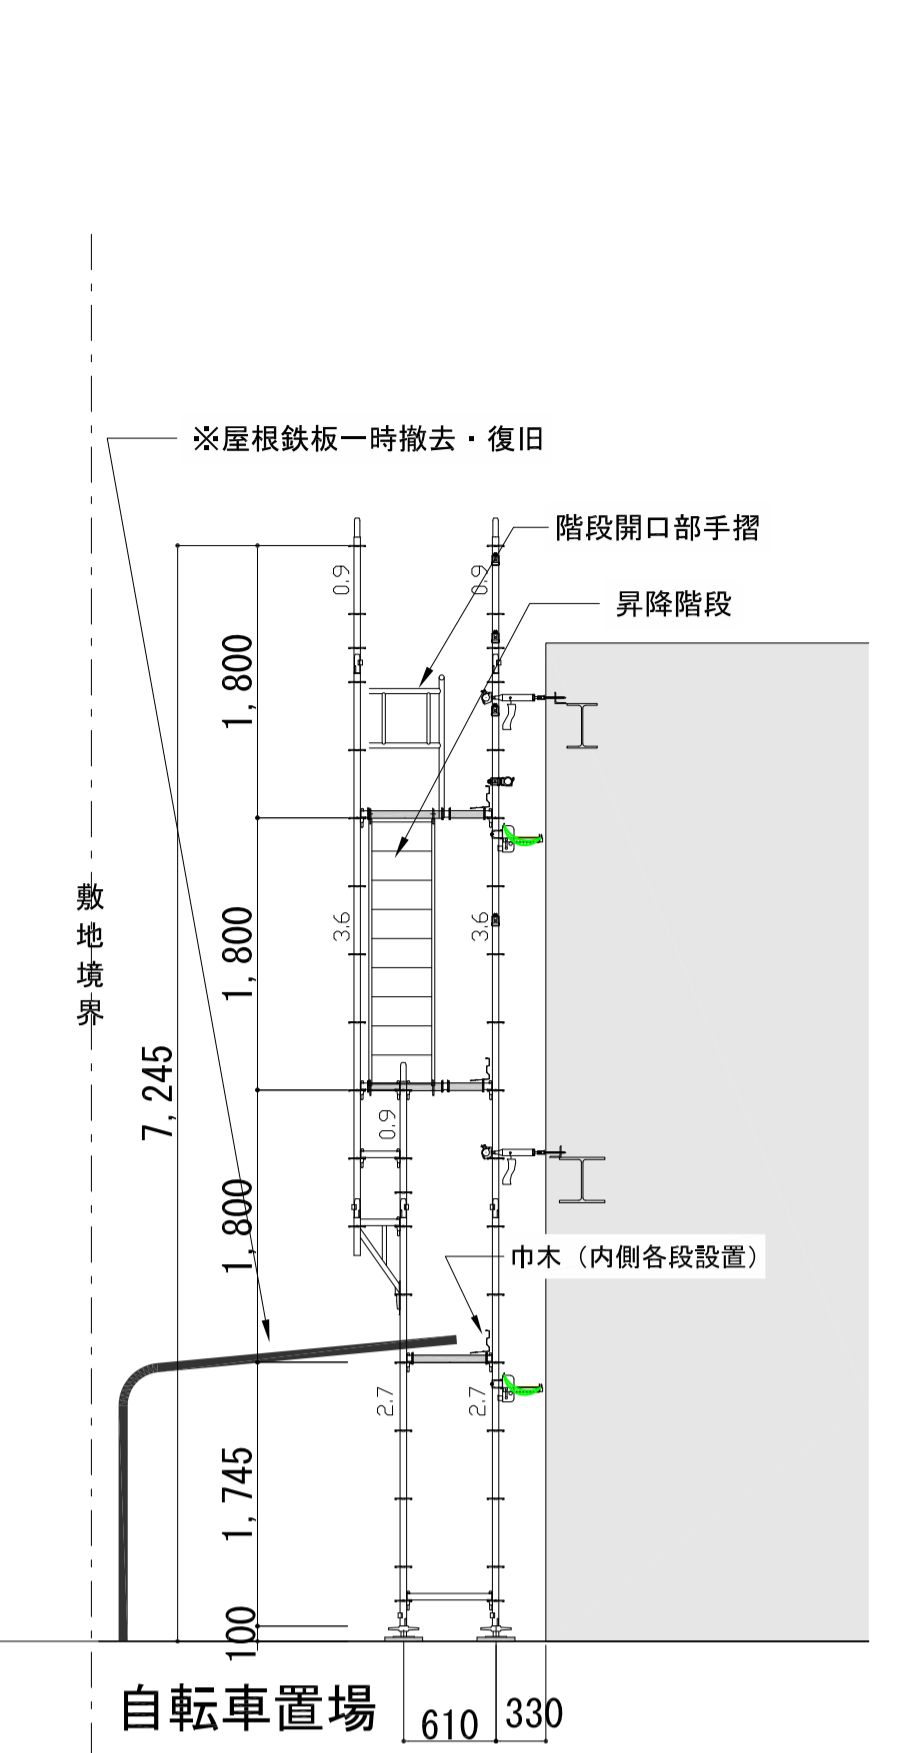 ※屋根鉄板一時撤去・復旧
階段開口部手摺
昇降階段
0.9
0.9
1,800
3.6
3.6
1,800
敷地境界
7,245
0.9
1,800
巾木（内側各段設置）
2.7
2.7
1,745
100
自転車置場
610
330